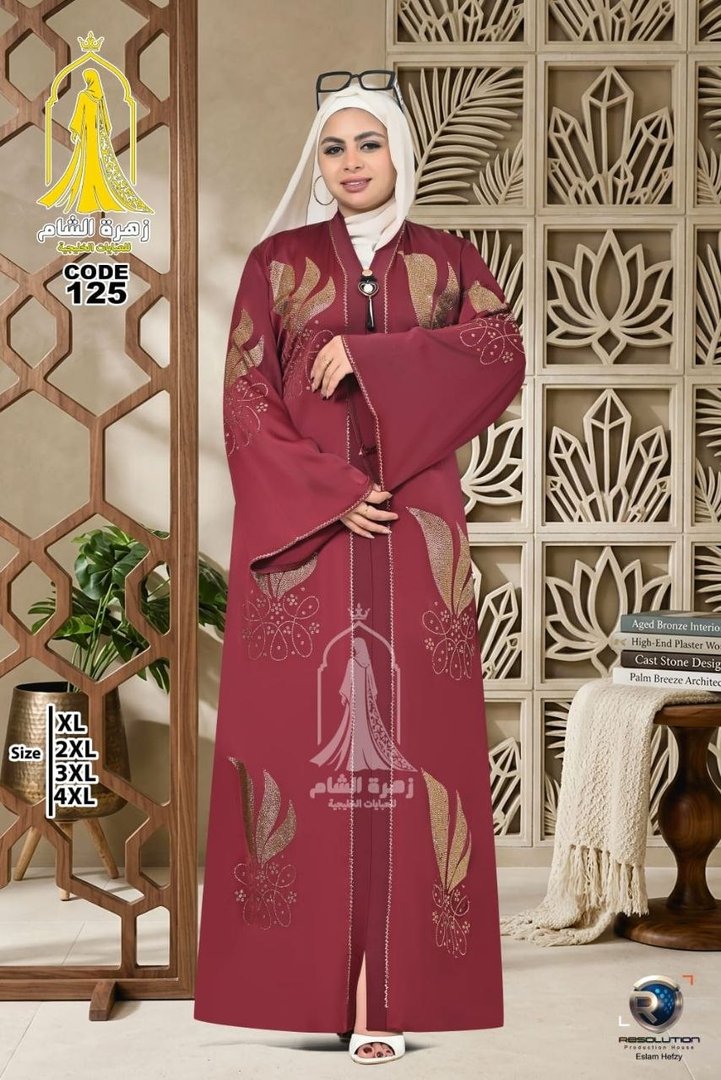 زهرة الشام
للعبايات الخليجية
CODE
125
Size
XL
2XL
3XL
4XL
زهرة الشام
للعبايات الخليجية
Aged Bronze Interio
High-End Plaster Wo
Cast Stone Desig
Palm Breeze Architec
R
RESOLUTION
Production House
Eslam Hefzy